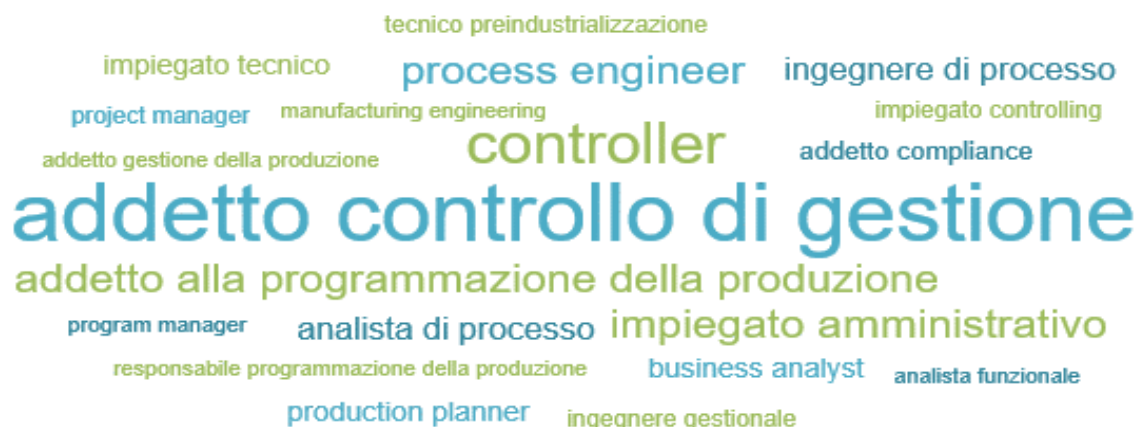 tecnico preindustrializzazione
impiegato tecnico process engineer ingegnere di processo
project manager manufacturing engineering impiegato controlling
addetto gestione della produzione controller addetto compliance
addetto controllo di gestione
addetto alla programmazione della produzione
program manager analista di processo impiegato amministrativo
responsabile programmazione della produzione business analyst analista funzionale
production planner ingegnere gestionale